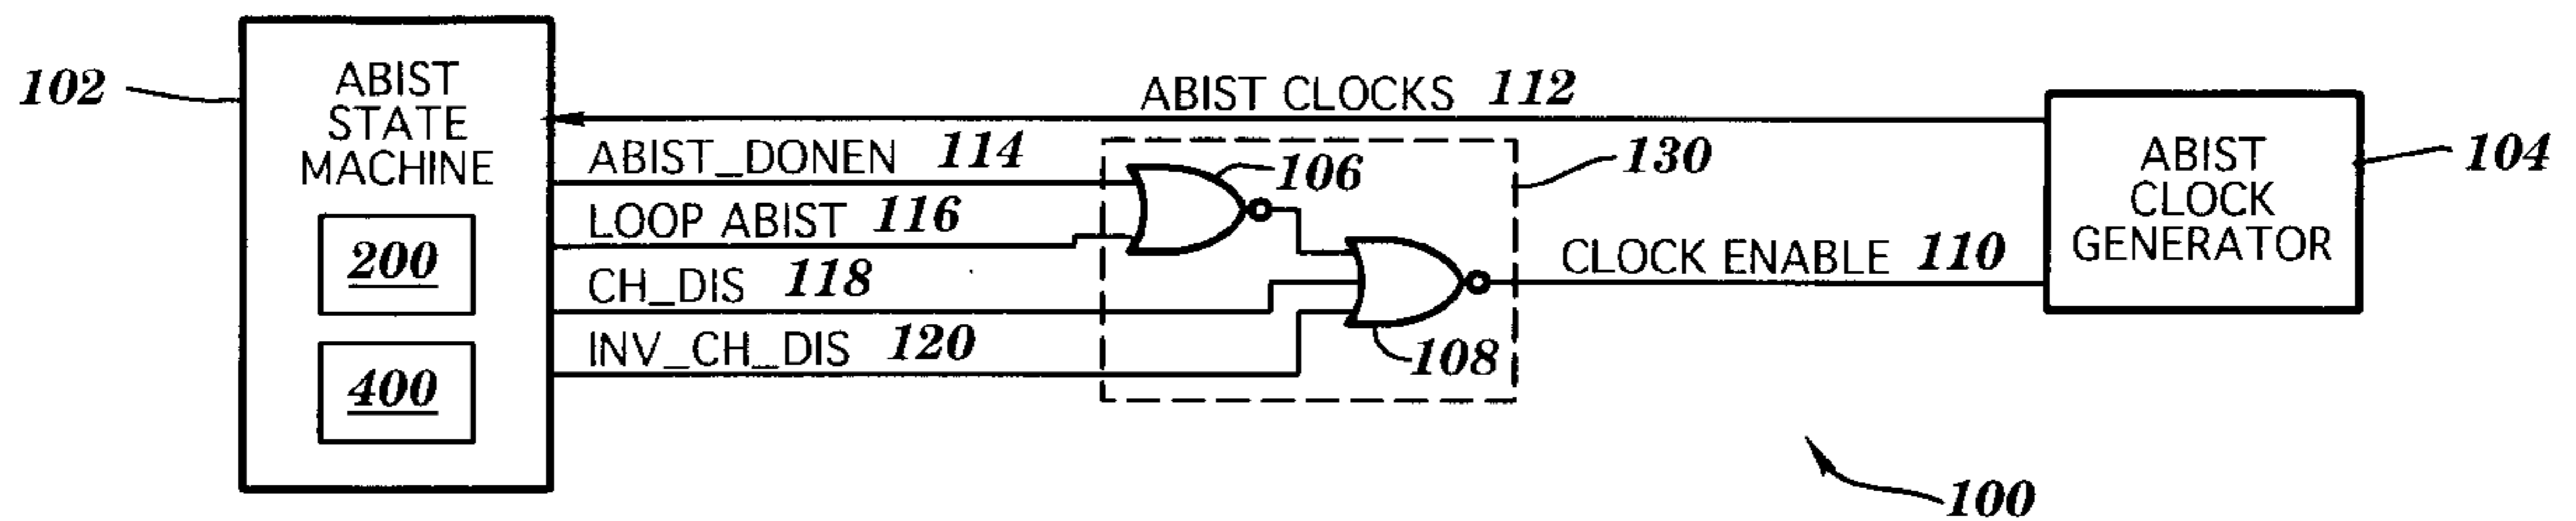 102
ABIST
STATE
MACHINE
200
400
ABIST CLOCKS 112
ABIST_DONEN 114
LOOP ABIST 116
CH_DIS 118
INV_CH_DIS 120
106
108
130
CLOCK ENABLE 110
ABIST
CLOCK
GENERATOR
104
100